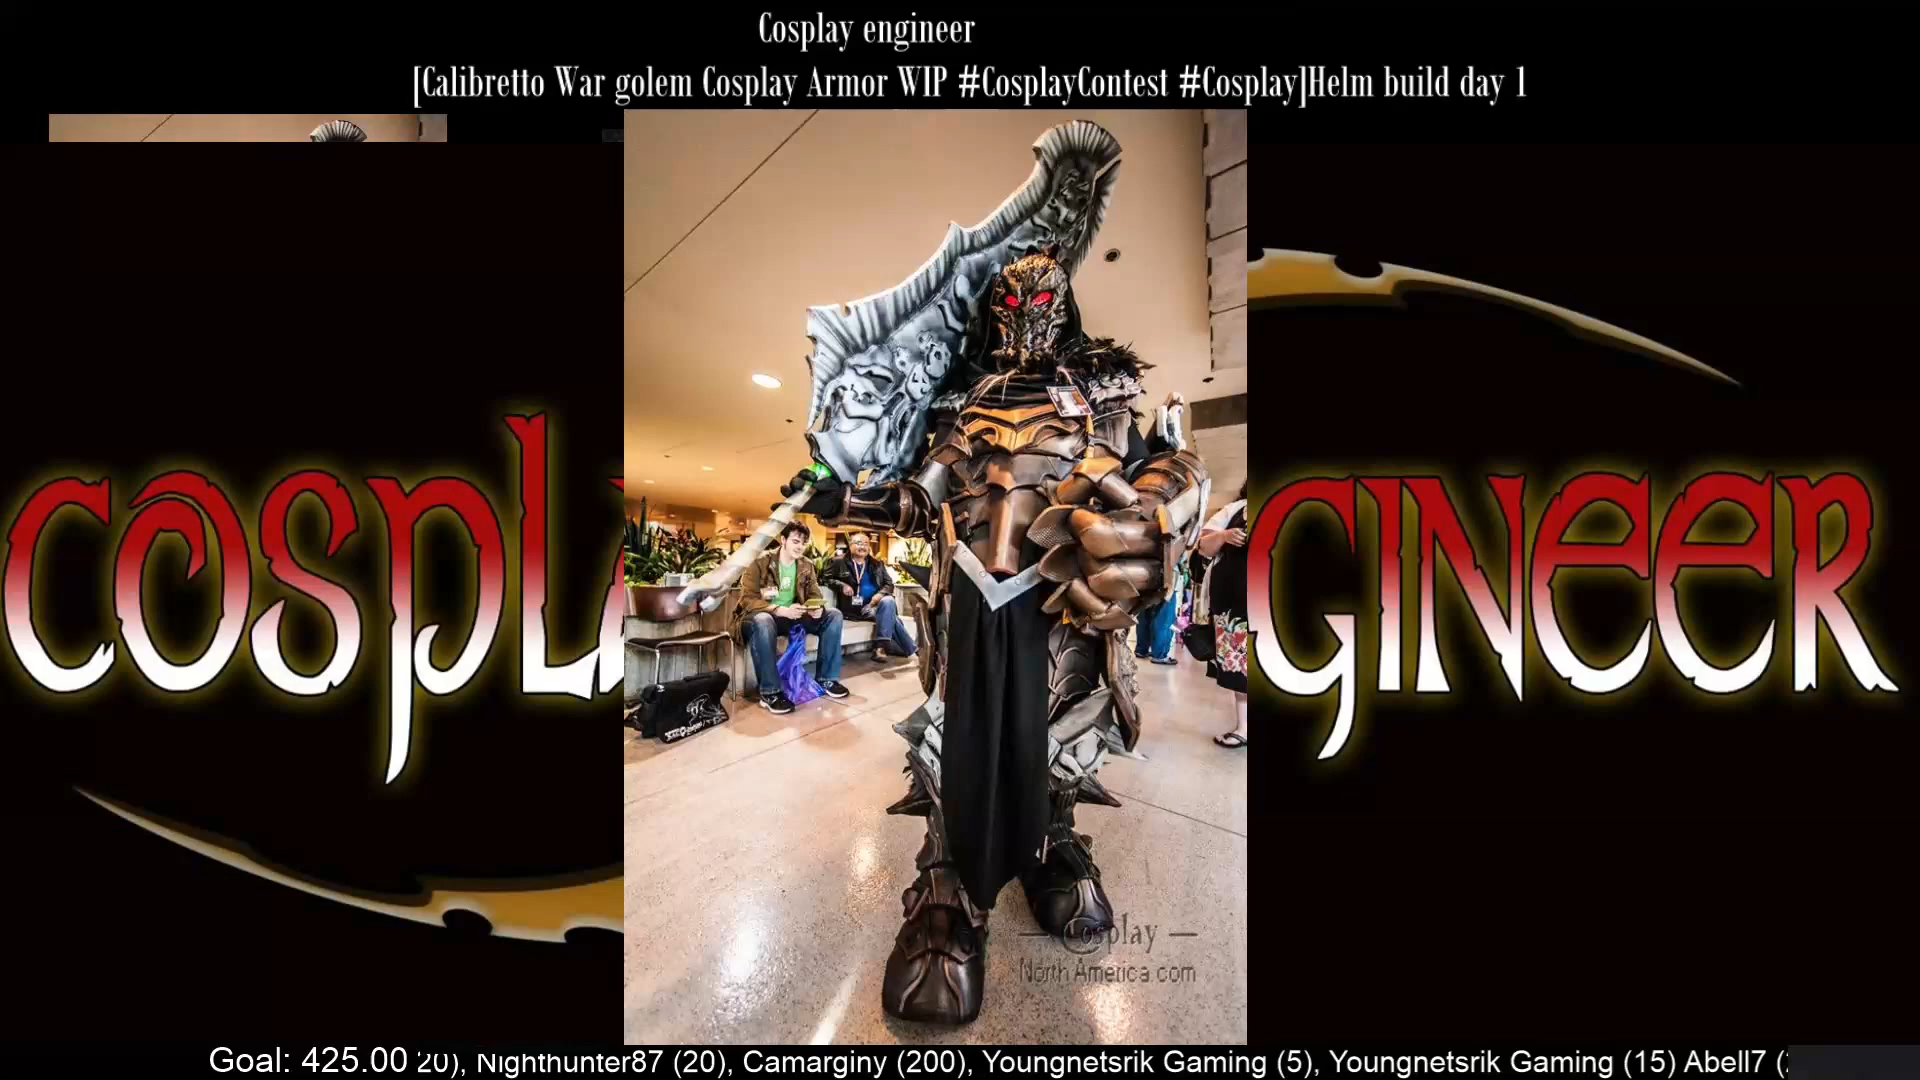 Cosplay engineer
[Calibretto War golem Cosplay Armor WIP #CosplayContest #Cosplay]Helm build day 1
COSPL GINEER
Cosplay
North America.com
Goal: 425.00 20), Nighthunter87 (20), Camarginy (200), Youngnetsrik Gaming (5), Youngnetsrik Gaming (15) Abell7 (